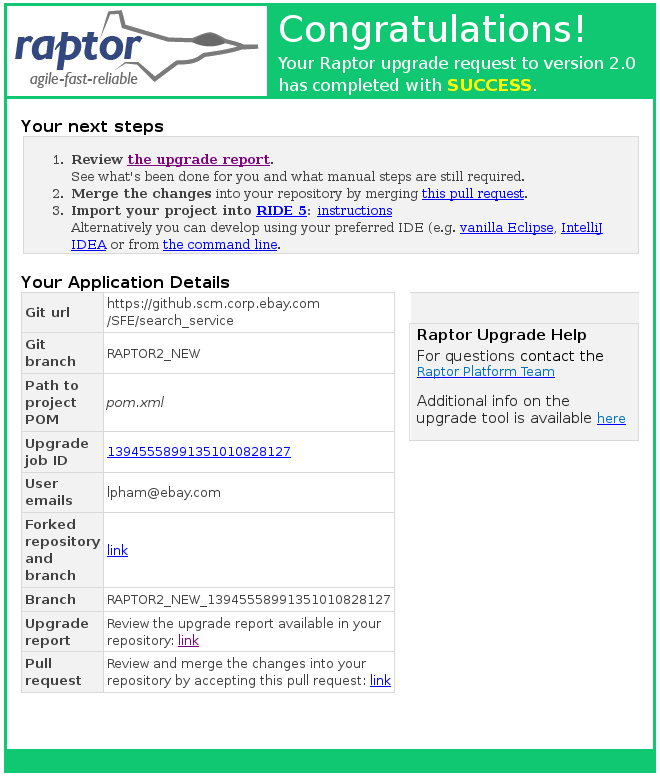 raptor
agile-fast-reliable
Congratulations!
Your Raptor upgrade request to version 2.0
has completed with SUCCESS.
Your next steps
1. Review the upgrade report.
See what's been done for you and what manual steps are still required.
2. Merge the changes into your repository by merging this pull request.
3. Import your project into RIDE 5: instructions
Alternatively you can develop using your preferred IDE (e.g. vanilla Eclipse, IntelliJ
IDEA or from the command line.
Your Application Details
Git url
https://github.scm.corp.ebay.com
/SFE/search_service
Git
branch
RAPTOR2_NEW
Path to
project
POM
pom.xml
Upgrade
job ID
13945558991351010828127
User
emails
lpham@ebay.com
Forked
repository
and
branch
link
Branch
RAPTOR2_NEW_13945558991351010828127
Upgrade
report
Review the upgrade report available in your
repository: link
Pull
request
Review and merge the changes into your
repository by accepting this pull request: link
Raptor Upgrade Help
For questions contact the
Raptor Platform Team
Additional info on the
upgrade tool is available here